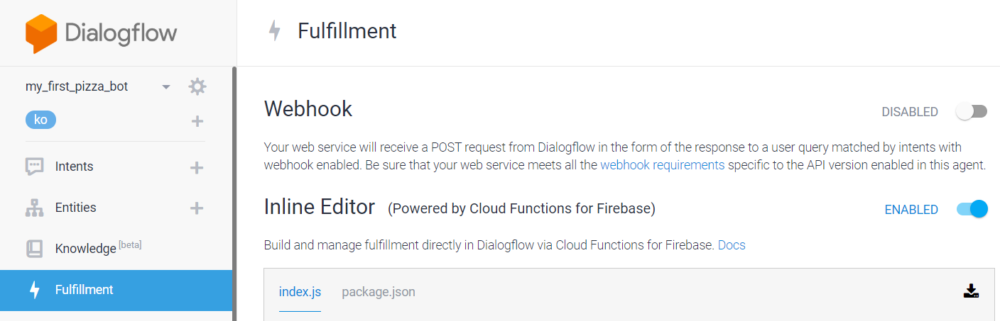 Dialogflow
Fulfillment
my_first_pizza_bot
ko
Intents
Entities
Knowledge [beta]
Fulfillment
Webhook
DISABLED
Your web service will receive a POST request from Dialogflow in the form of the response to a user query matched by intents with
webhook enabled. Be sure that your web service meets all the webhook requirements specific to the API version enabled in this agent.
Inline Editor (Powered by Cloud Functions for Firebase)
ENABLED
Build and manage fulfillment directly in Dialogflow via Cloud Functions for Firebase. Docs
index.js package.json